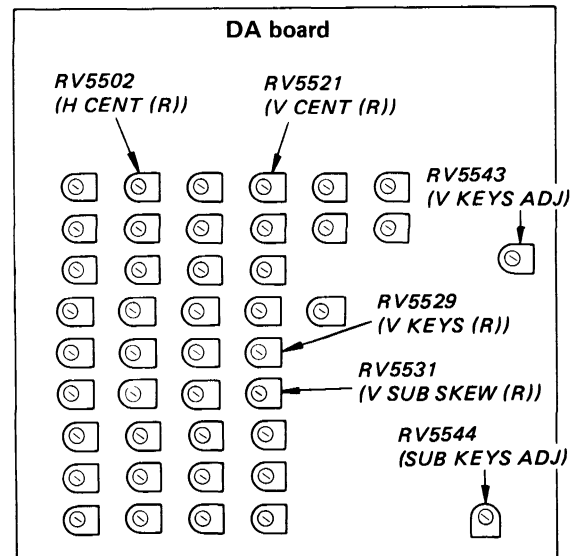 DA board
RV5502
(H CENT (R))
RV5521
(V CENT (R))
RV5543
(V KEYS ADJ)
RV5529
(V KEYS (R))
RV5531
(V SUB SKEW (R))
RV5544
(SUB KEYS ADJ)